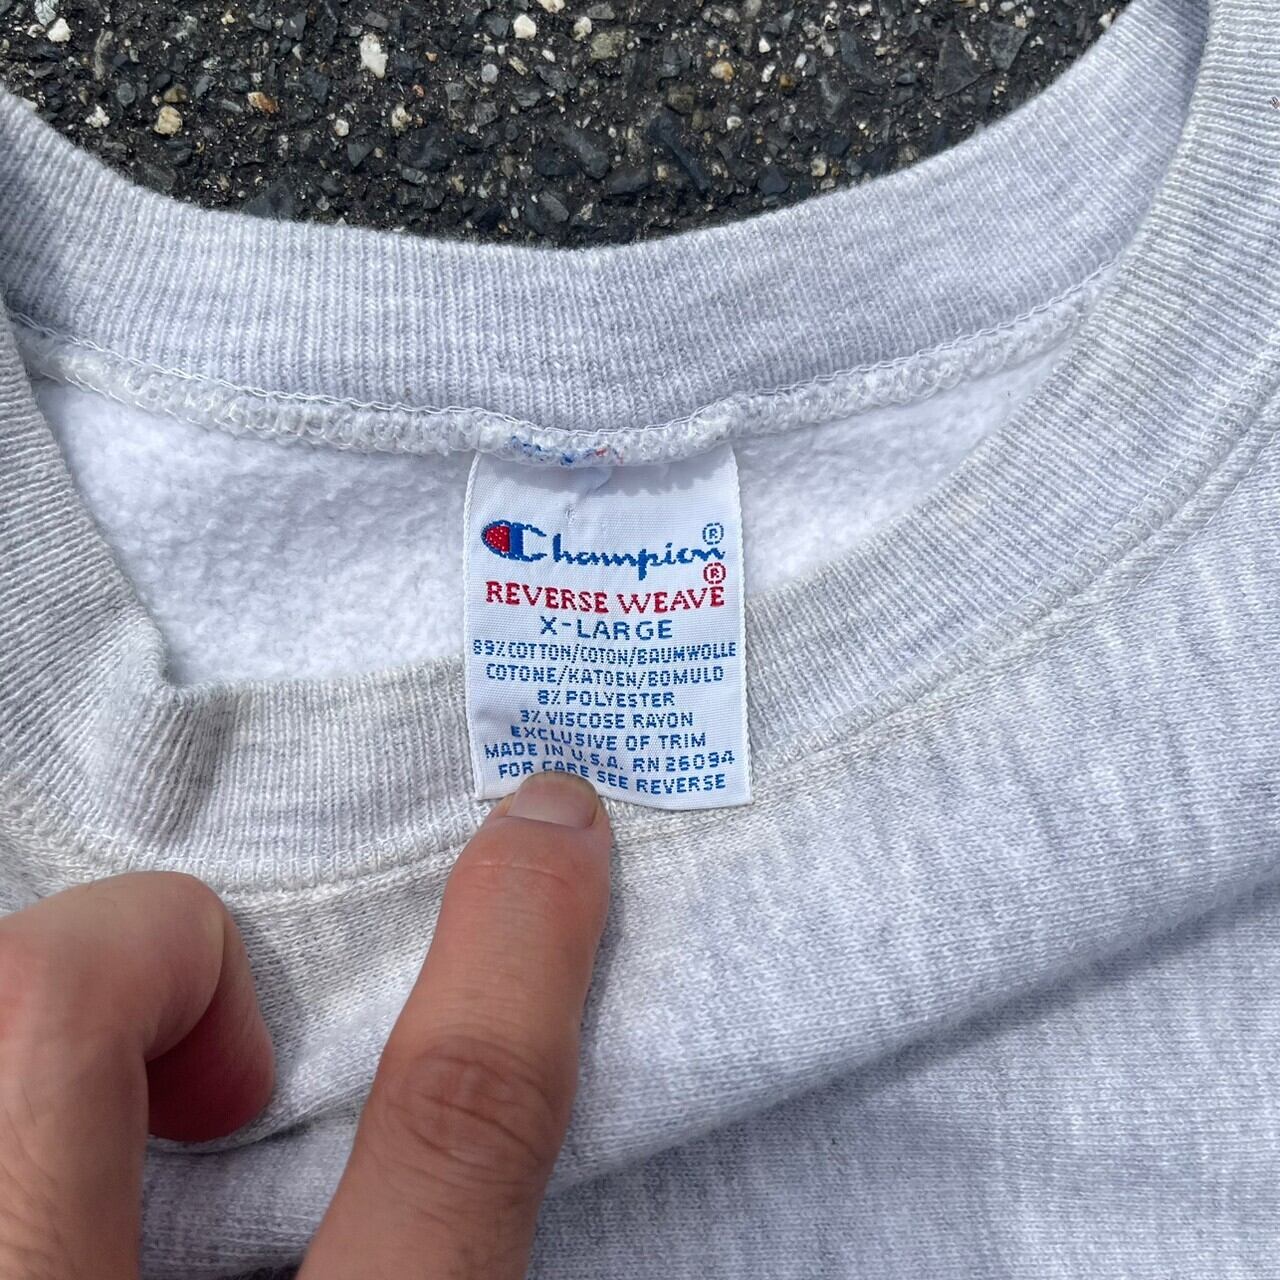 Champion®
REVERSE WEAVE®
X-LARGE
89% COTTON/COTON/BAUMWOLLE
COTONE/KATOEN/BOMULD
8% POLYESTER
3% VISCOSE RAYON
EXCLUSIVE OF TRIM
MADE IN U.S.A. RN 26094
FOR CARE SEE REVERSE